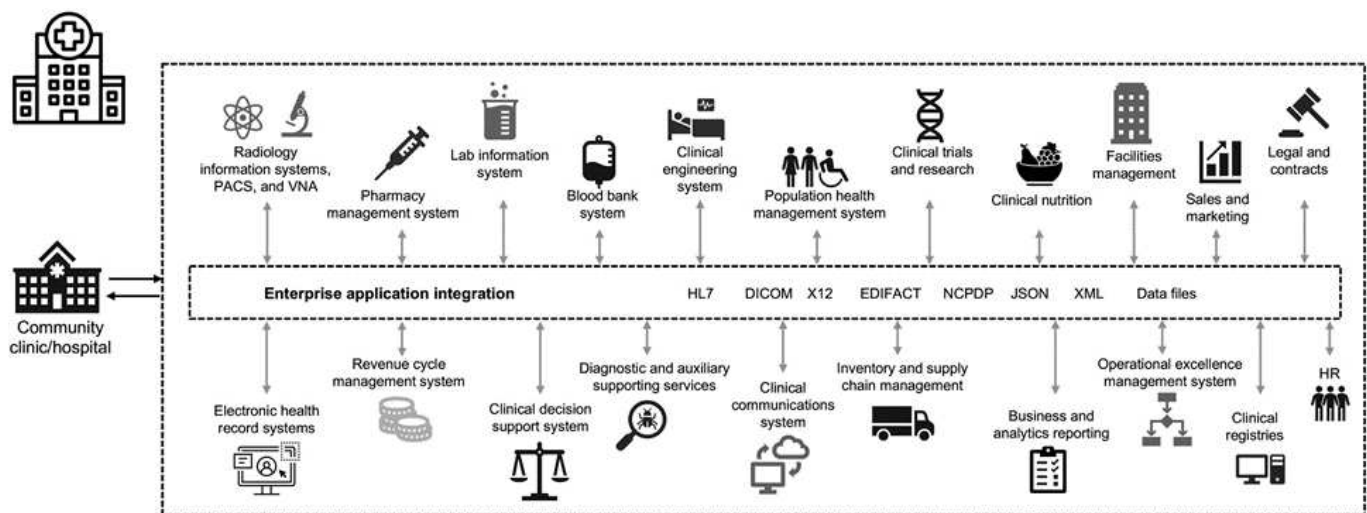 Radiology
information systems,
PACS, and VNA
Pharmacy
management system
Lab information
system
Blood bank
system
Clinical
engineering
system
Population health
management system
Clinical trials
and research
Clinical nutrition
Facilities
management
Sales and
marketing
Legal and
contracts
Community
clinic/hospital
Enterprise application integration HL7 DICOM X12 EDIFACT NCPDP JSON XML Data files
Electronic health
record systems
Revenue cycle
management system
Clinical decision
support system
Diagnostic and auxiliary
supporting services
Clinical
communications
system
Inventory and supply
chain management
Business and
analytics reporting
Operational excellence
management system
Clinical
registries
HR